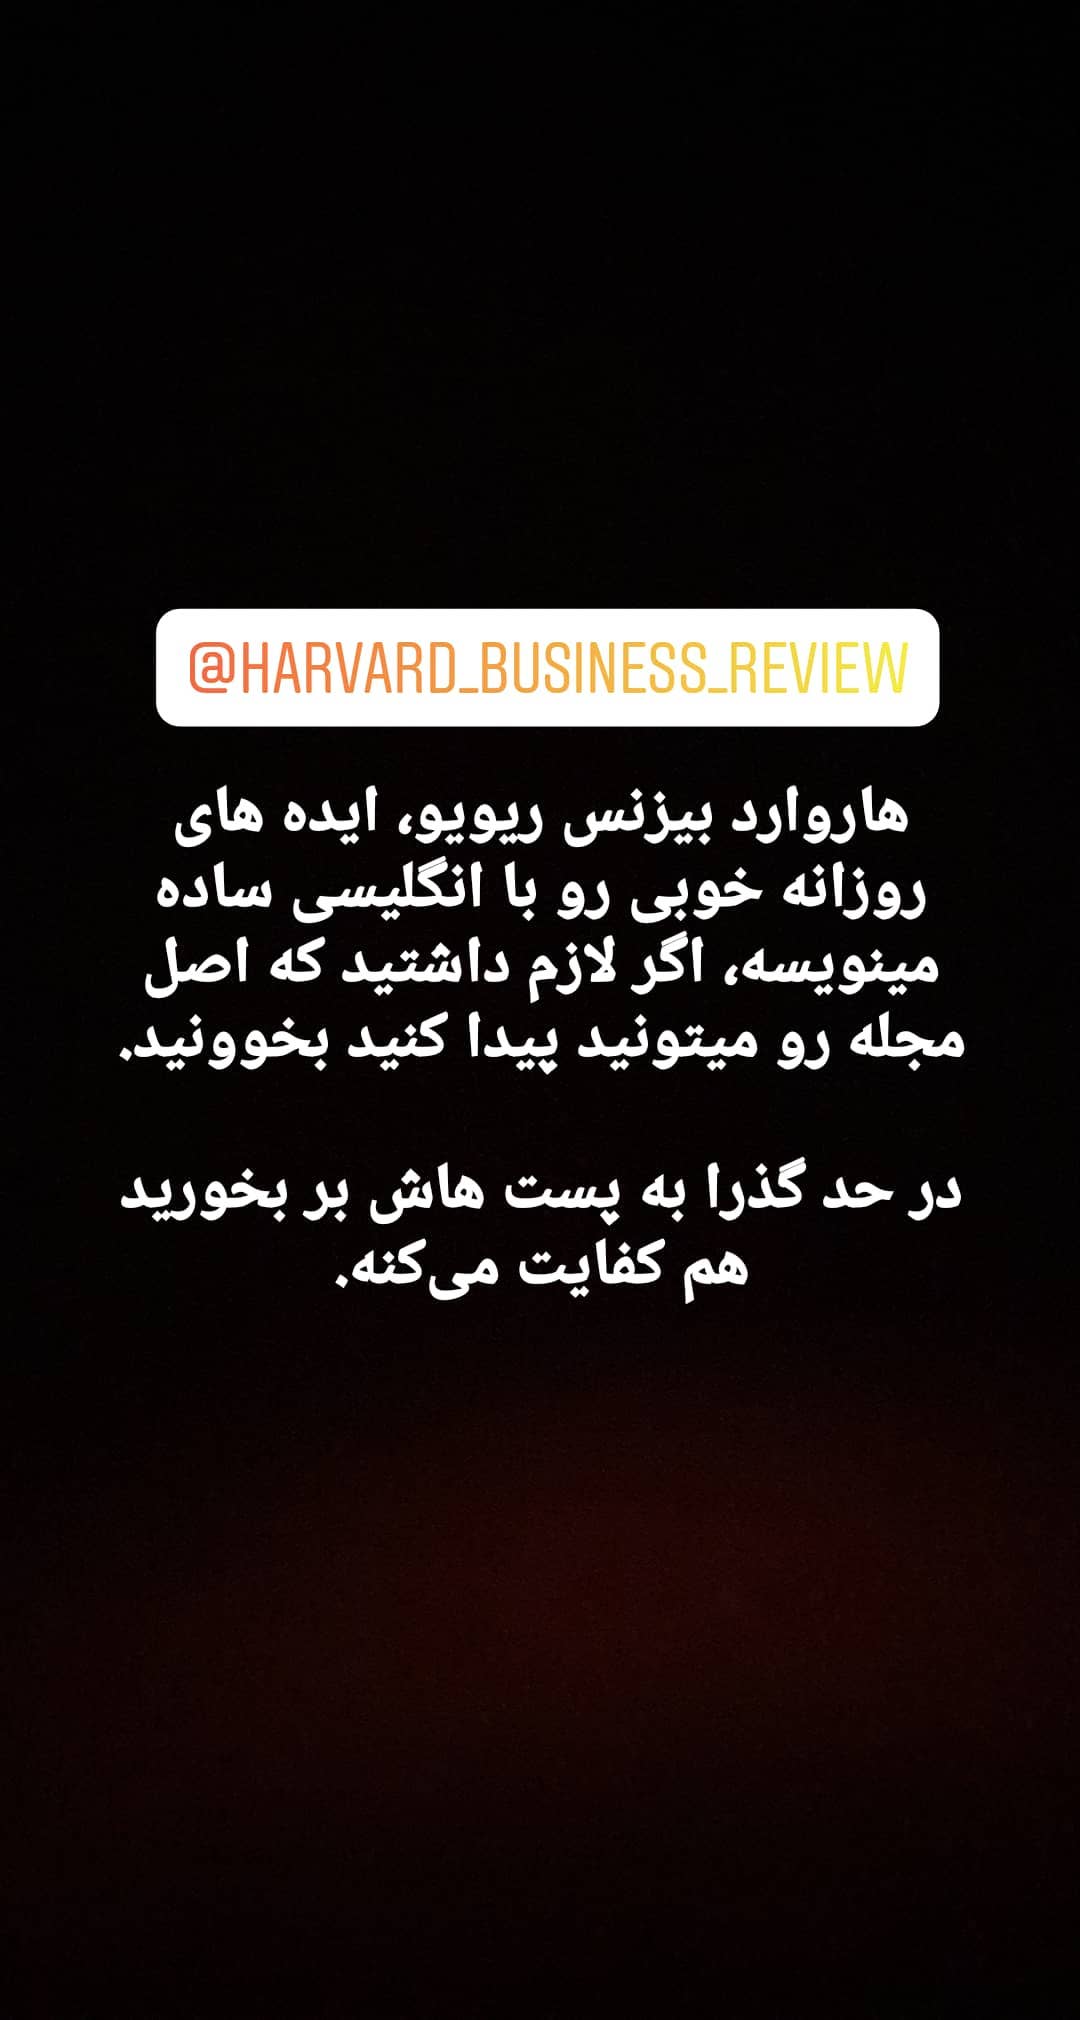 @HARVARD_BUSINESS_REVIEW
هاروارد بیزنس ریویو، ایده های
روزانه خوبی رو با انگلیسی ساده
مینویسه، اگر لازم داشتید که اصل
مجله رو میتونید پیدا کنید بخوونید.
در حد گذرا به پست هاش بر بخورید
هم کفایت می‌کنه.